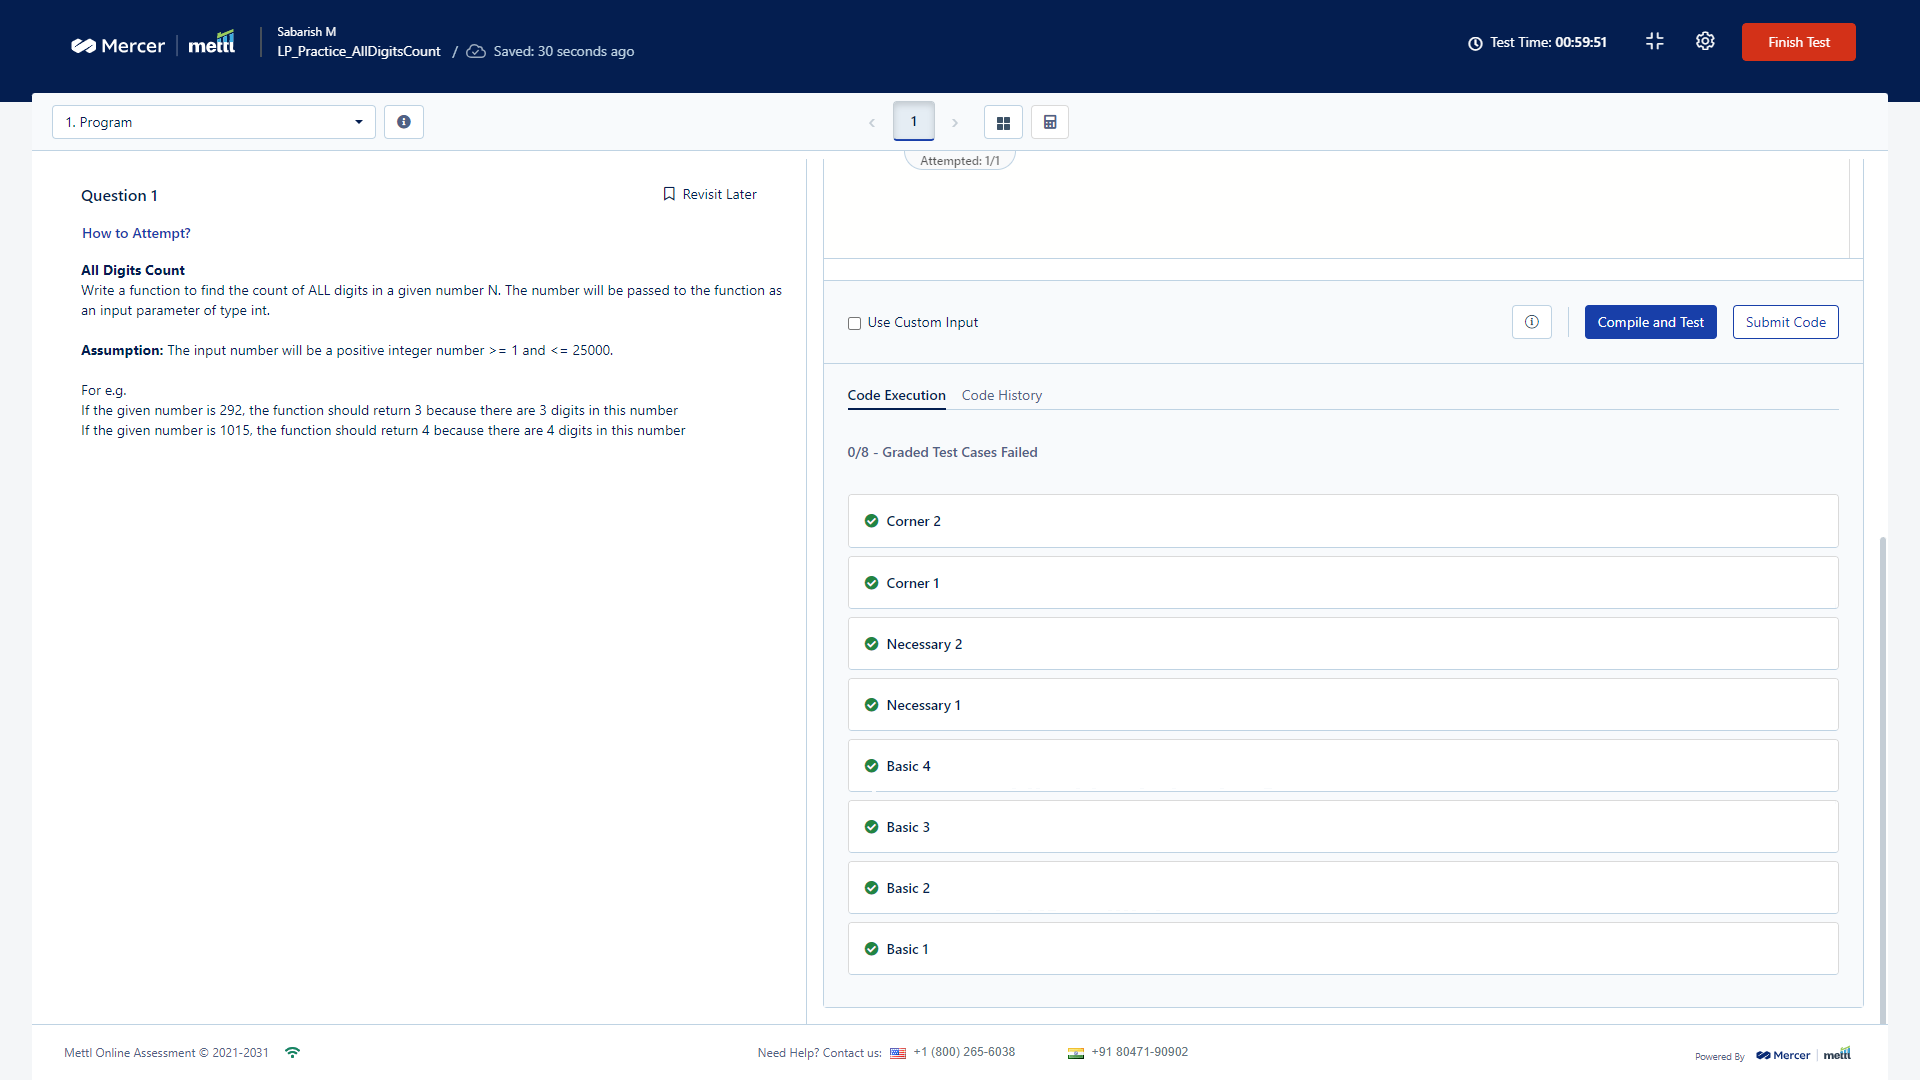 Mercer | mettl
Sabarish M
LP_Practice_AllDigitsCount / Saved: 30 seconds ago
Test Time: 00:59:51
Finish Test
1. Program
1
Attempted: 1/1
Question 1
Revisit Later
How to Attempt?
All Digits Count
Write a function to find the count of ALL digits in a given number N. The number will be passed to the function as
an input parameter of type int.
Assumption: The input number will be a positive integer number >= 1 and <= 25000.
For e.g.
If the given number is 292, the function should return 3 because there are 3 digits in this number
If the given number is 1015, the function should return 4 because there are 4 digits in this number
Use Custom Input
Compile and Test
Submit Code
Code Execution
Code History
0/8 - Graded Test Cases Failed
Corner 2
Corner 1
Necessary 2
Necessary 1
Basic 4
Basic 3
Basic 2
Basic 1
Mettl Online Assessment © 2021-2031
Need Help? Contact us: +1 (800) 265-6038
+91 80471-90902
Powered By Mercer | mettl